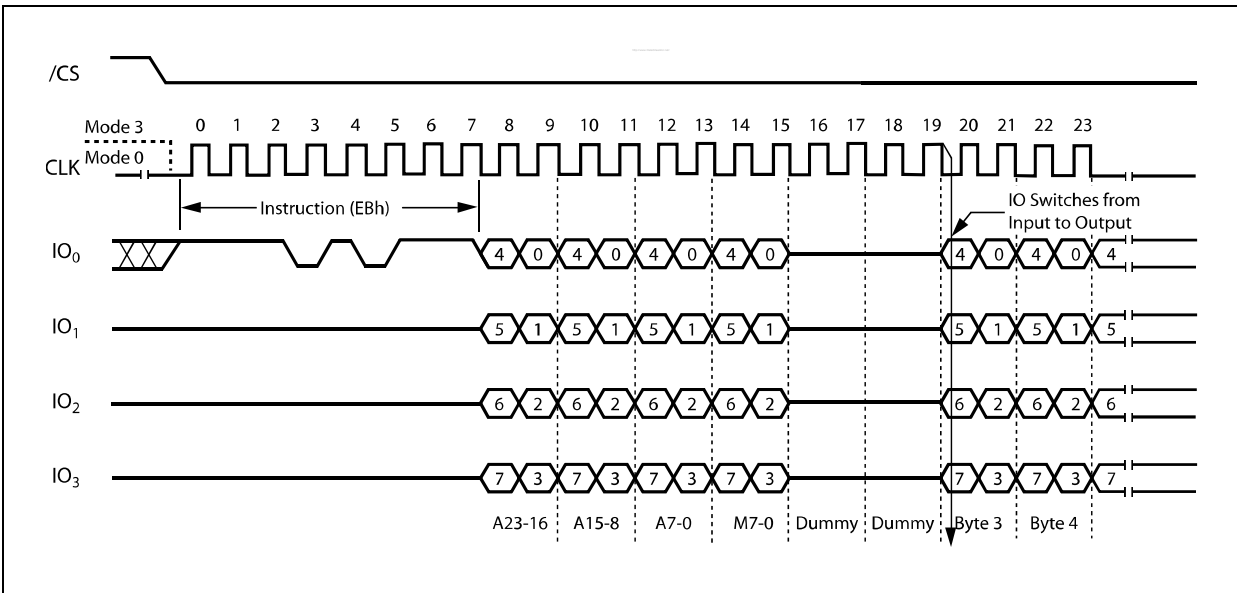 /CS
Mode 3
0 1 2 3 4 5 6 7 8 9 10 11 12 13 14 15 16 17 18 19 20 21 22 23
CLK
Mode 0
Instruction (EBh)
IO Switches from
Input to Output
IO0
4 0 4 0 4 0 4 0 4 0 4 0 4
IO1
5 1 5 1 5 1 5 1 5 1 5 1 5
IO2
6 2 6 2 6 2 6 2 6 2 6 2 6
IO3
7 3 7 3 7 3 7 3 7 3 7 3 7
A23-16 A15-8 A7-0 M7-0 Dummy Dummy Byte 3 Byte 4